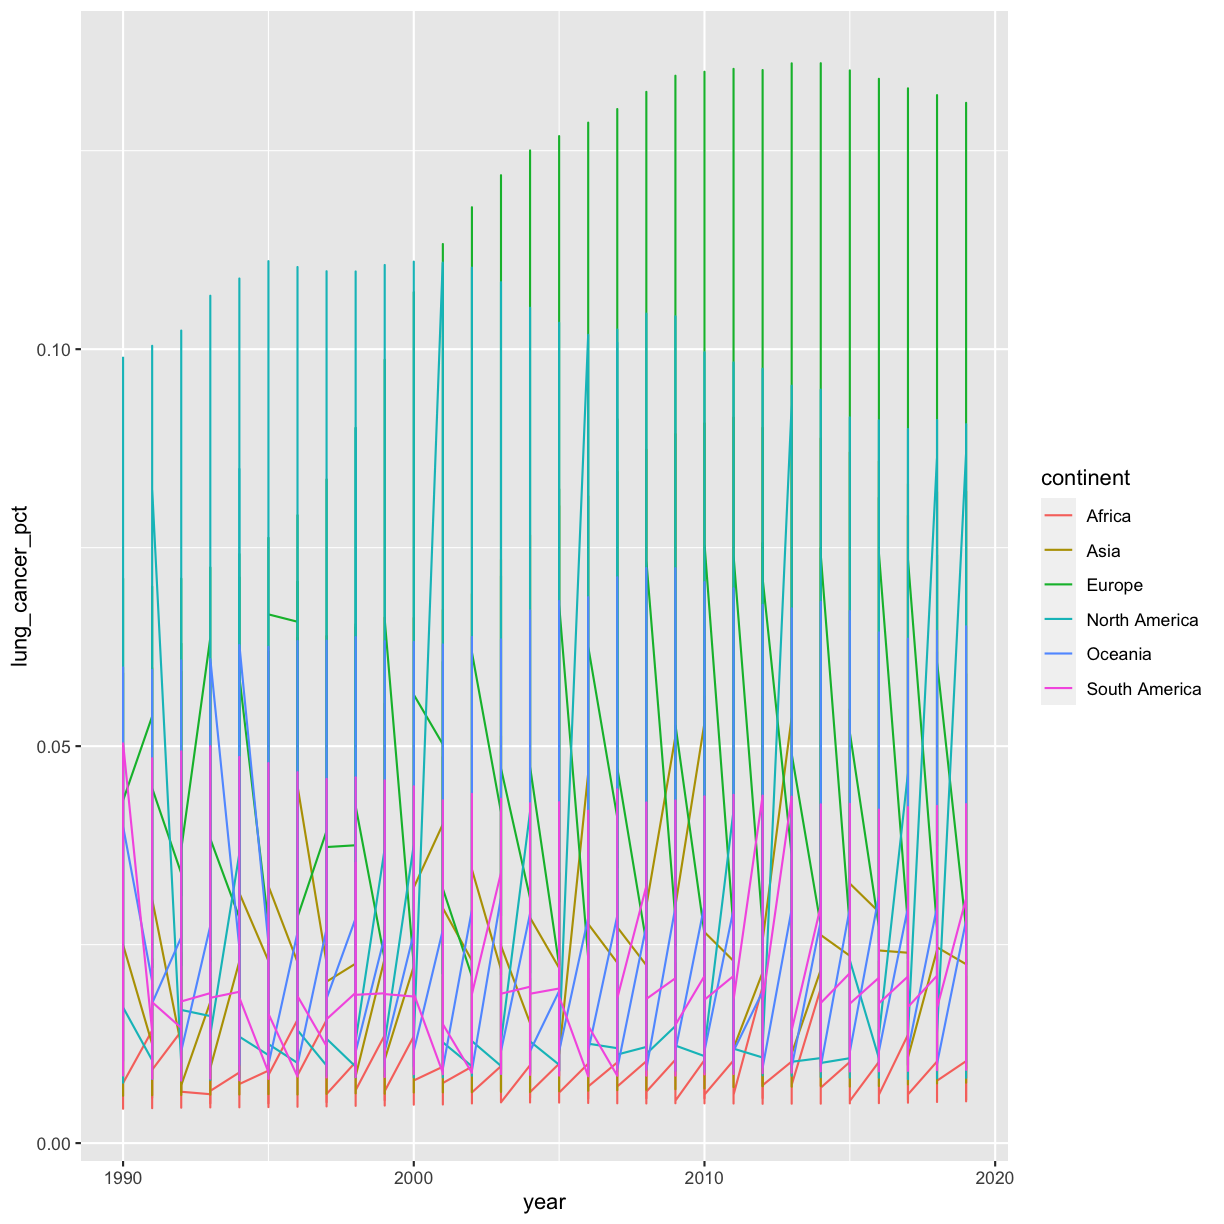 lung_cancer_pct
0.10
0.05
0.00
1990
2000
2010
2020
year
continent
Africa
Asia
Europe
North America
Oceania
South America